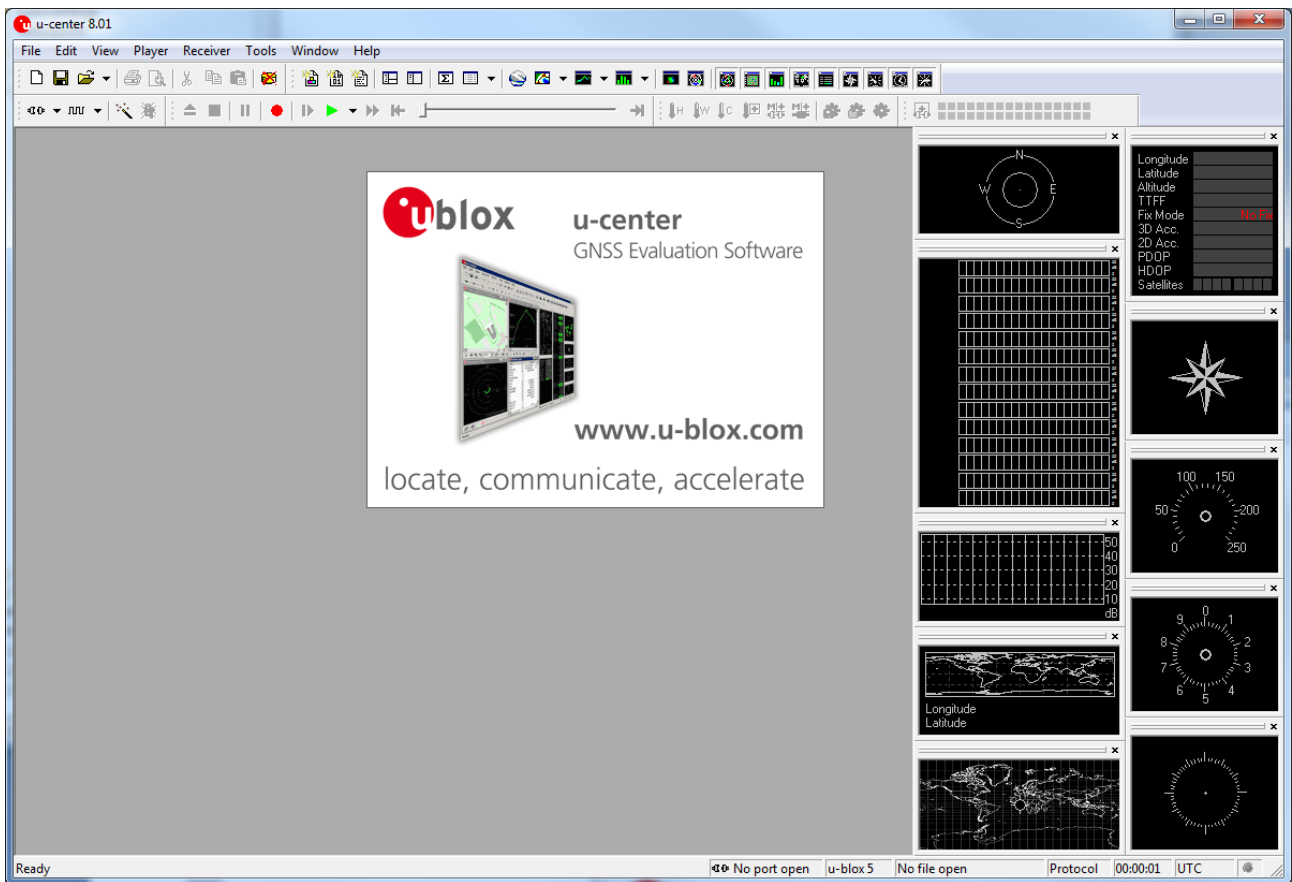 u-center 8.01
File Edit View Player Receiver Tools Window Help
H W C
ublox
u-center
GNSS Evaluation Software
www.u-blox.com
locate, communicate, accelerate
N
W E
S
Longitude
Latitude
Altitude
TTFF
Fix Mode No Fix
3D Acc.
2D Acc.
PDOP
HDOP
Satellites
100 150
50 200
0 250
50
40
30
20
10
dB
0
9 1
8 2
7 3
6 4
5
Longitude
Latitude
Ready No port open u-blox 5 No file open Protocol 00:00:01 UTC